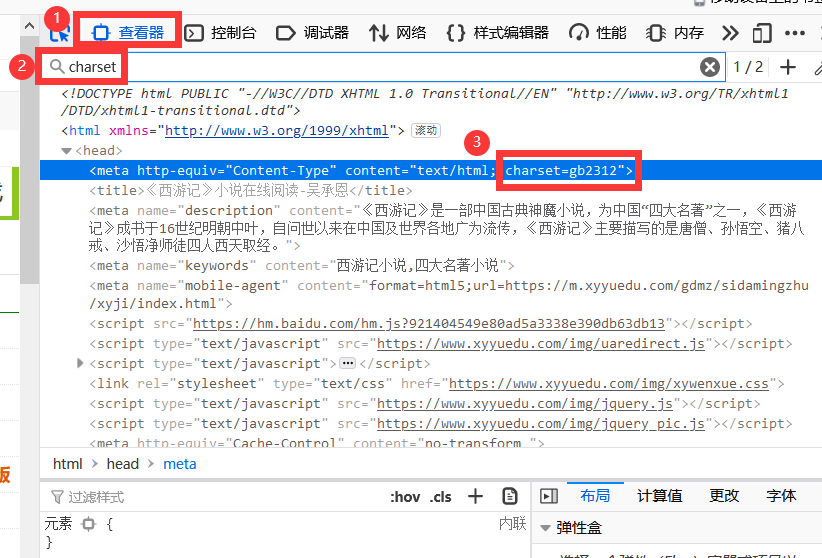 1
查看器 控制台 调试器 网络 样式编辑器 性能 内存
2 charset 1 / 2
<!DOCTYPE html PUBLIC "-//W3C//DTD XHTML 1.0 Transitional//EN" "http://www.w3.org/TR/xhtml1
/DTD/xhtml1-transitional.dtd">
<html xmlns="http://www.w3.org/1999/xhtml"> 滚动
3
<head>
<meta http-equiv="Content-Type" content="text/html; charset=gb2312">
<title>《西游记》小说在线阅读-吴承恩</title>
<meta name="description" content="《西游记》是一部中国古典神魔小说，为中国“四大名著”之一，《西游
记》成书于16世纪明朝中叶，自问世以来在中国及世界各地广为流传，《西游记》主要描写的是唐僧、孙悟空、猪八
戒、沙悟净师徒四人西天取经。">
<meta name="keywords" content="西游记小说,四大名著小说">
<meta name="mobile-agent" content="format=html5;url=https://m.xyyuedu.com/gdmz/sidamingzhu
/xyji/index.html">
<script src="https://hm.baidu.com/hm.js?921404549e80ad5a3338e390db63db13"></script>
<script type="text/javascript" src="https://www.xyyuedu.com/img/uaredirect.js"></script>
<script type="text/javascript"></script>
<link rel="stylesheet" type="text/css" href="https://www.xyyuedu.com/img/xywenxue.css">
<script type="text/javascript" src="https://www.xyyuedu.com/img/jquery.js"></script>
<script type="text/javascript" src="https://www.xyyuedu.com/img/jquery_pic.js"></script>
<meta http-equiv="Cache-Control" content="no-transform ">
版
html head meta
过滤样式 :hov .cls 布局 计算值 更改 字体
元素 { 内联
}
弹性盒